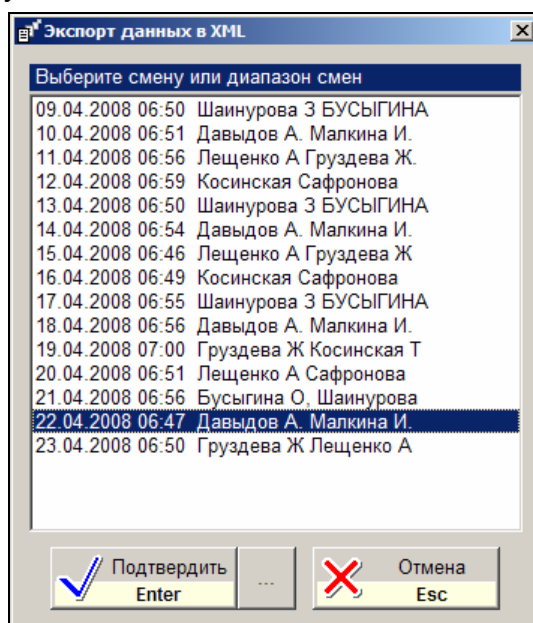 Экспорт данных в XML
Выберите смену или диапазон смен
09.04.2008 06:50 Шаинурова З БУСЫГИНА
10.04.2008 06:51 Давыдов А. Малкина И.
11.04.2008 06:56 Лещенко А Груздева Ж.
12.04.2008 06:59 Косинская Сафронова
13.04.2008 06:50 Шаинурова З БУСЫГИНА
14.04.2008 06:54 Давыдов А. Малкина И.
15.04.2008 06:46 Лещенко А Груздева Ж
16.04.2008 06:49 Косинская Сафронова
17.04.2008 06:55 Шаинурова З БУСЫГИНА
18.04.2008 06:56 Давыдов А. Малкина И.
19.04.2008 07:00 Груздева Ж Косинская Т
20.04.2008 06:51 Лещенко А Сафронова
21.04.2008 06:56 Бусыгина О, Шаинурова
22.04.2008 06:47 Давыдов А. Малкина И.
23.04.2008 06:50 Груздева Ж Лещенко А
Подтвердить ... Отмена
Enter Esc